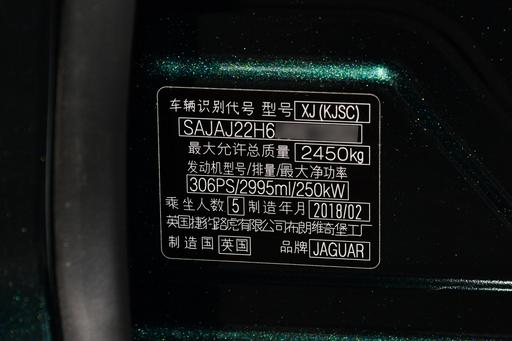 车辆识别代号 型号 XJ (KJSC)
SAJAJ22H6
最大允许总质量 2450kg
发动机型号/排量/最大净功率
306PS/2995ml/250kW
乘坐人数 5 制造年月 2018/02
英国捷豹路虎有限公司布朗维奇堡工厂
制造国 英国 品牌 JAGUAR